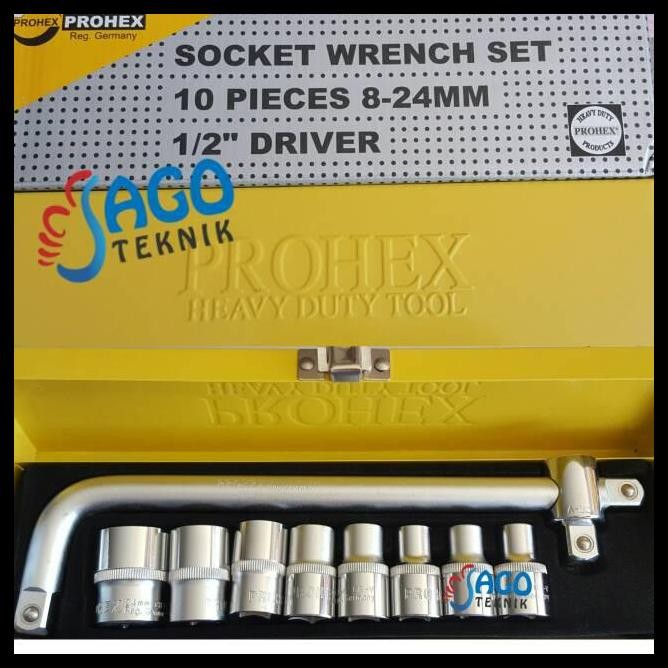 PROHEX PROHEX
Reg. Germany
SOCKET WRENCH SET
10 PIECES 8-24MM
1/2" DRIVER
HEAVY DUTY
PROHEX
PRODUCTS
SAGO
TEKNIK
PROHEX
HEAVY DUTY TOOL
HEAVY DUTY TOOL
PROHEX
SAGO
TEKNIK